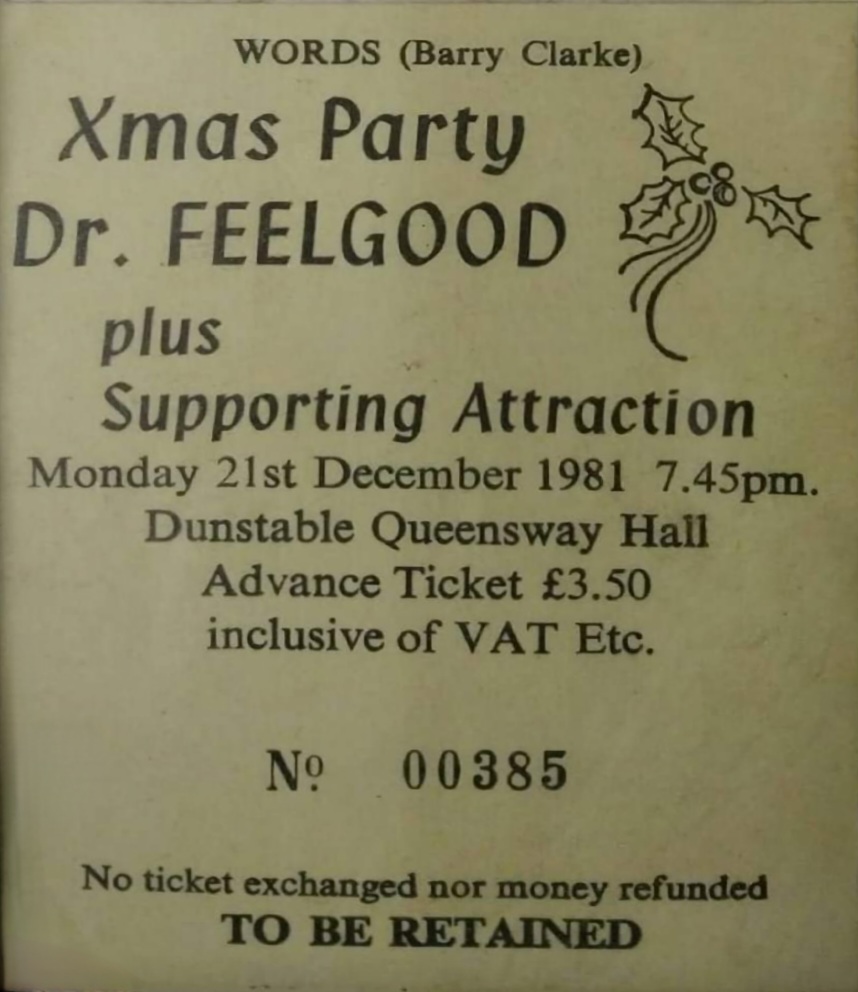 WORDS (Barry Clarke)
Xmas Party
Dr. FEELGOOD
plus
Supporting Attraction
Monday 21st December 1981 7.45pm.
Dunstable Queensway Hall
Advance Ticket £3.50
inclusive of VAT Etc.
Nº 00385
No ticket exchanged nor money refunded
TO BE RETAINED